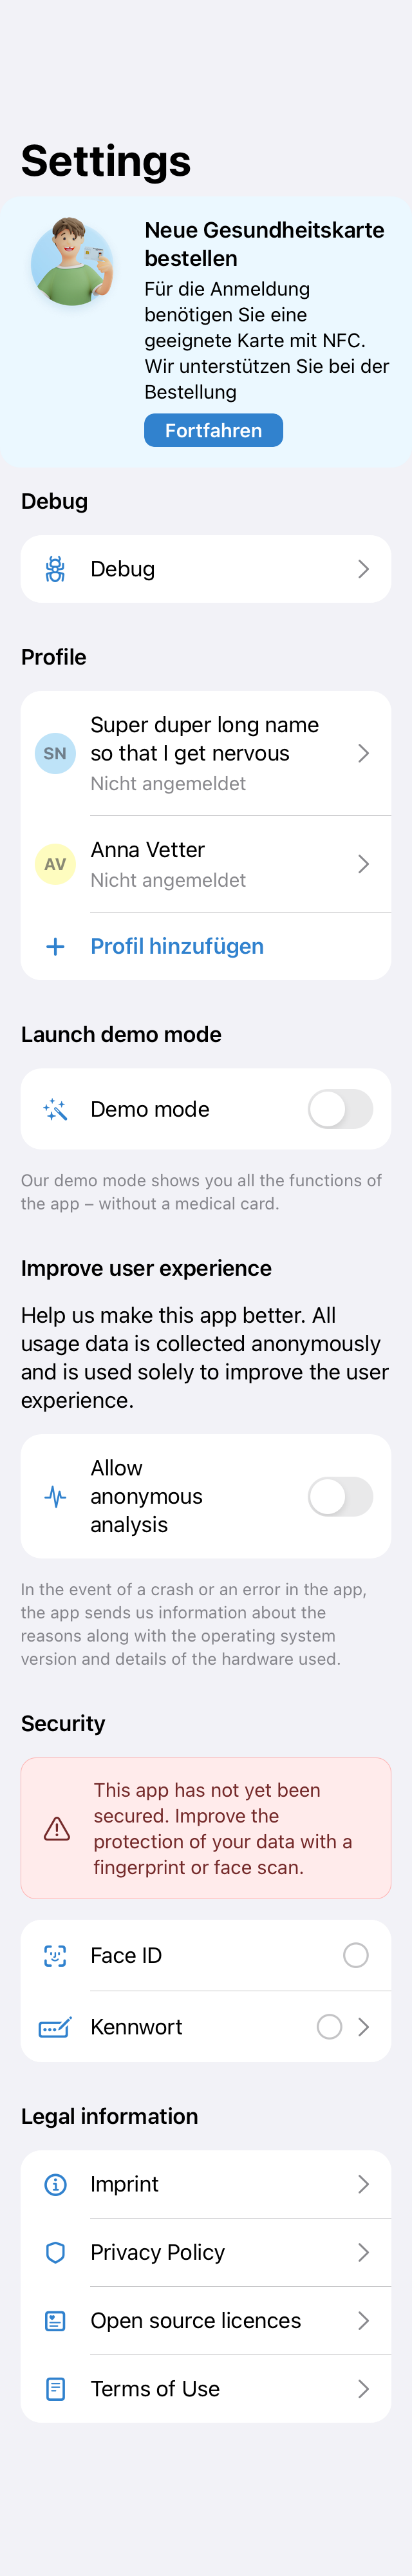 Settings
Neue Gesundheitskarte
bestellen
Für die Anmeldung
benötigen Sie eine
geeignete Karte mit NFC.
Wir unterstützen Sie bei der
Bestellung
Fortfahren
Debug
Debug
Profile
SN
Super duper long name
so that I get nervous
Nicht angemeldet
AV
Anna Vetter
Nicht angemeldet
Profil hinzufügen
Launch demo mode
Demo mode
Our demo mode shows you all the functions of
the app – without a medical card.
Improve user experience
Help us make this app better. All
usage data is collected anonymously
and is used solely to improve the user
experience.
Allow
anonymous
analysis
In the event of a crash or an error in the app,
the app sends us information about the
reasons along with the operating system
version and details of the hardware used.
Security
This app has not yet been
secured. Improve the
protection of your data with a
fingerprint or face scan.
Face ID
Kennwort
Legal information
Imprint
Privacy Policy
Open source licences
Terms of Use